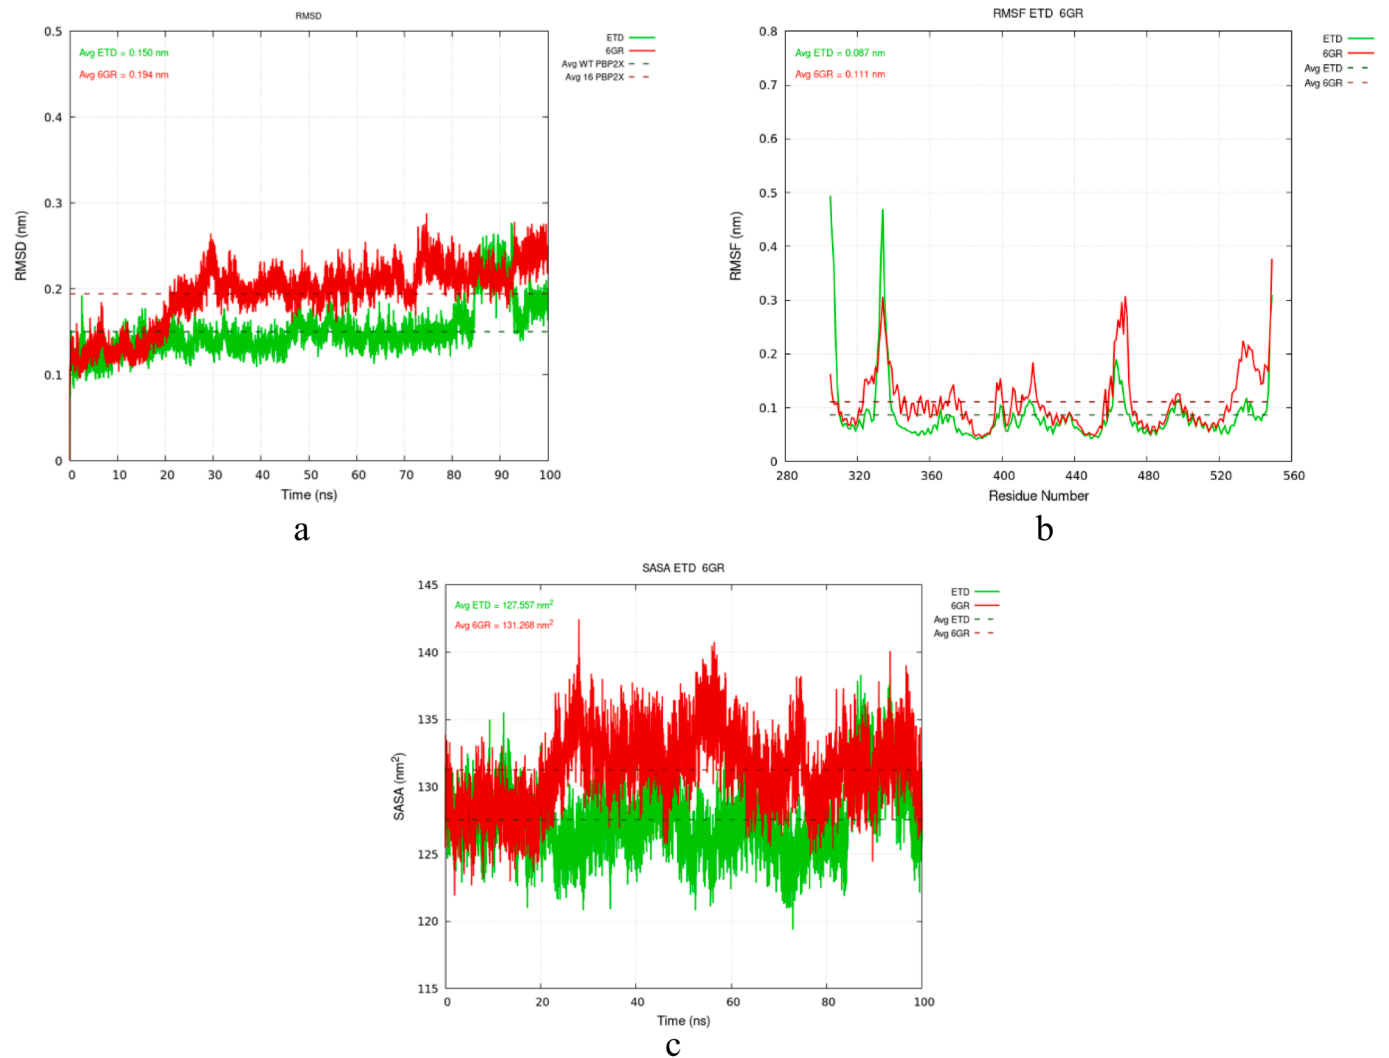 RMSD
Avg ETD = 0.150 nm
Avg 6GR = 0.194 nm
ETD
6GR
Avg WT PBP2X
Avg 16 PBP2X
0.5
0.4
0.3
0.2
0.1
0
RMSD (nm)
0 10 20 30 40 50 60 70 80 90 100
Time (ns)
a
RMSF ETD 6GR
Avg ETD = 0.087 nm
Avg 6GR = 0.111 nm
ETD
6GR
Avg ETD
Avg 6GR
0.8
0.7
0.6
0.5
0.4
0.3
0.2
0.1
0
RMSF (nm)
280 320 360 400 440 480 520 560
Residue Number
b
SASA ETD 6GR
Avg ETD = 127.557 nm²
Avg 6GR = 131.268 nm²
ETD
6GR
Avg ETD
Avg 6GR
145
140
135
130
125
120
115
SASA (nm²)
0 20 40 60 80 100
Time (ns)
c